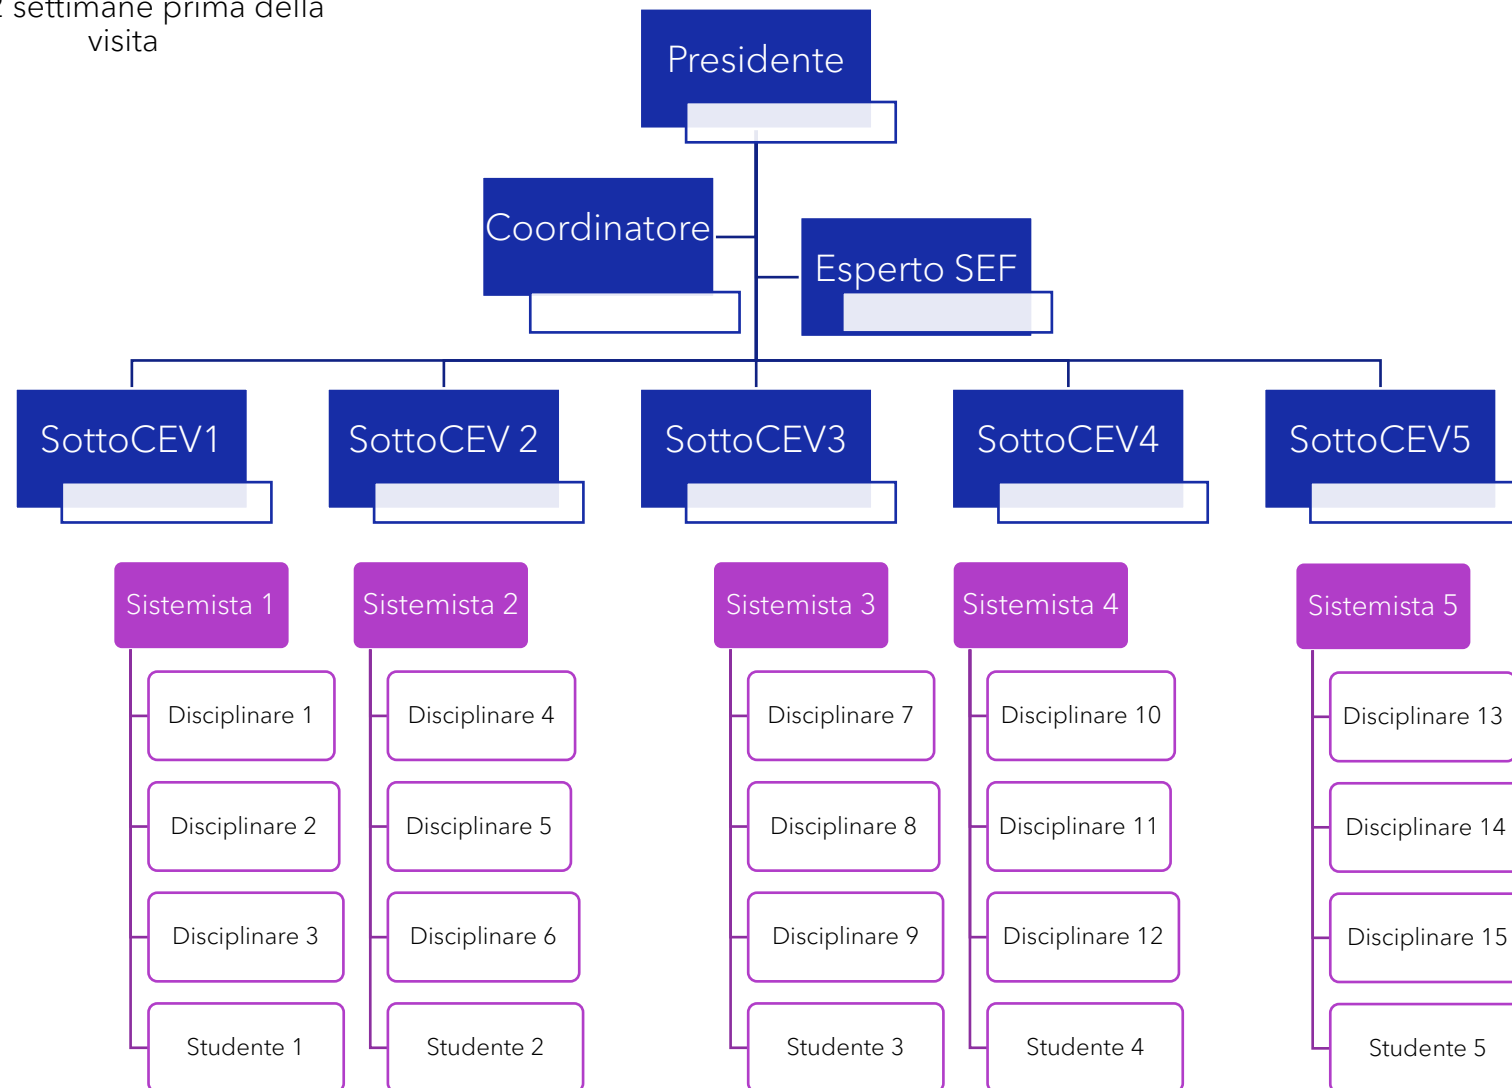 2 settimane prima della
visita
Presidente
Coordinatore
Esperto SEF
SottoCEV1
SottoCEV 2
SottoCEV3
SottoCEV4
SottoCEV5
Sistemista 1
Sistemista 2
Sistemista 3
Sistemista 4
Sistemista 5
Disciplinare 1
Disciplinare 4
Disciplinare 7
Disciplinare 10
Disciplinare 13
Disciplinare 2
Disciplinare 5
Disciplinare 8
Disciplinare 11
Disciplinare 14
Disciplinare 3
Disciplinare 6
Disciplinare 9
Disciplinare 12
Disciplinare 15
Studente 1
Studente 2
Studente 3
Studente 4
Studente 5